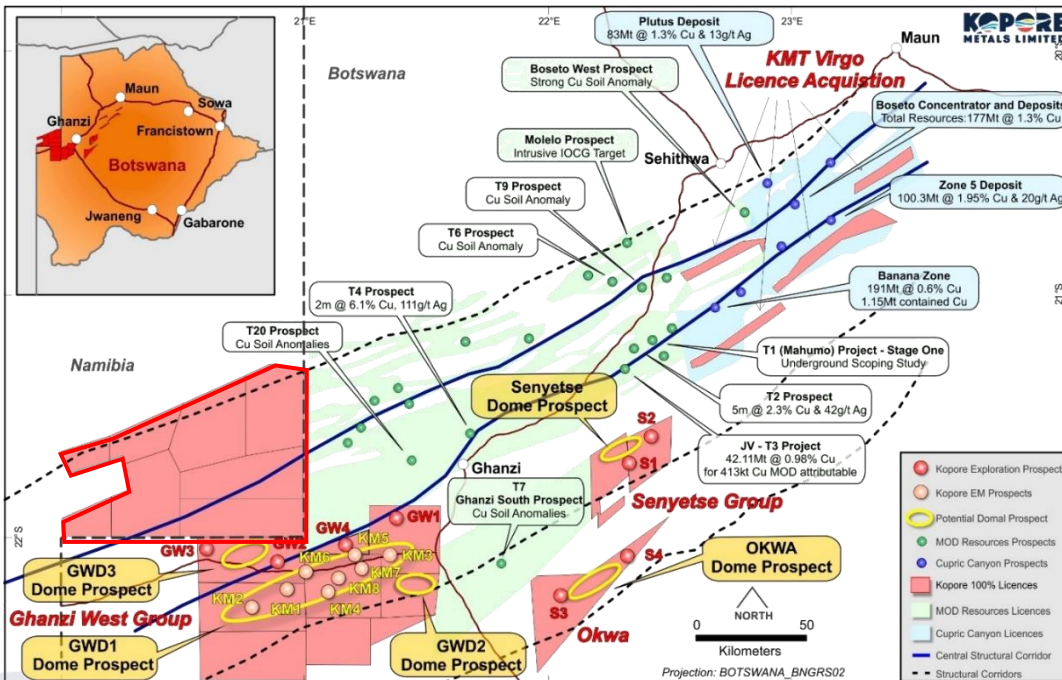 21°E
22°E
23°E
20°
21°S
22°S
KOPORE
METALS LIMITED
Maun
Sowa
Ghanzi
Francistown
Botswana
Jwaneng
Gabarone
Botswana
Namibia
Maun
Sehithwa
Ghanzi
Plutus Deposit
83Mt @ 1.3% Cu & 13g/t Ag
KMT Virgo
Licence Acquistion
Boseto West Prospect
Strong Cu Soil Anomaly
Boseto Concentrator and Deposits
Total Resources:177Mt @ 1.3% Cu
Molelo Prospect
Intrusive IOCG Target
T9 Prospect
Cu Soil Anomaly
Zone 5 Deposit
100.3Mt @ 1.95% Cu & 20g/t Ag
T6 Prospect
Cu Soil Anomaly
Banana Zone
191Mt @ 0.6% Cu
1.15Mt contained Cu
T4 Prospect
2m @ 6.1% Cu, 111g/t Ag
T20 Prospect
Cu Soil Anomalies
T1 (Mahumo) Project - Stage One
Underground Scoping Study
Senyetse
Dome Prospect
T2 Prospect
5m @ 2.3% Cu & 42g/t Ag
S2
S1
JV - T3 Project
42.11Mt @ 0.98% Cu
for 413kt Cu MOD attributable
T7
Ghanzi South Prospect
Cu Soil Anomalies
Senyetse Group
GW1
GW4
GW3
GW2
KM5
KM6
KM3
KM7
KM8
KM2
KM1
KM4
GWD3
Dome Prospect
Ghanzi West Group
GWD1
Dome Prospect
GWD2
Dome Prospect
S4
S3
OKWA
Dome Prospect
Okwa
NORTH
0
50
Kilometers
Projection: BOTSWANA_BNGRS02
Kopore Exploration Prospect
Kopore EM Prospects
Potential Domal Prospect
MOD Resources Prospects
Cupric Canyon Prospects
Kopore 100% Licences
MOD Resources Licences
Cupric Canyon Licences
Central Structural Corridor
Structural Corridors